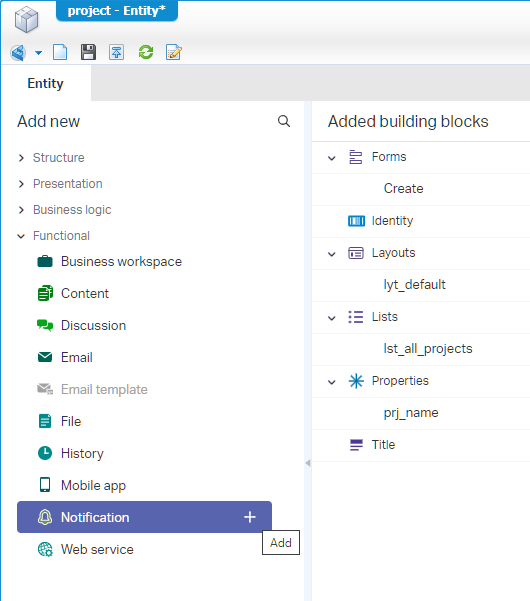 project - Entity*
Entity
Add new
Structure
Presentation
Business logic
Functional
Business workspace
Content
Discussion
Email
Email template
File
History
Mobile app
Notification
Add
Web service
Added building blocks
Forms
Create
Identity
Layouts
lyt_default
Lists
lst_all_projects
Properties
prj_name
Title